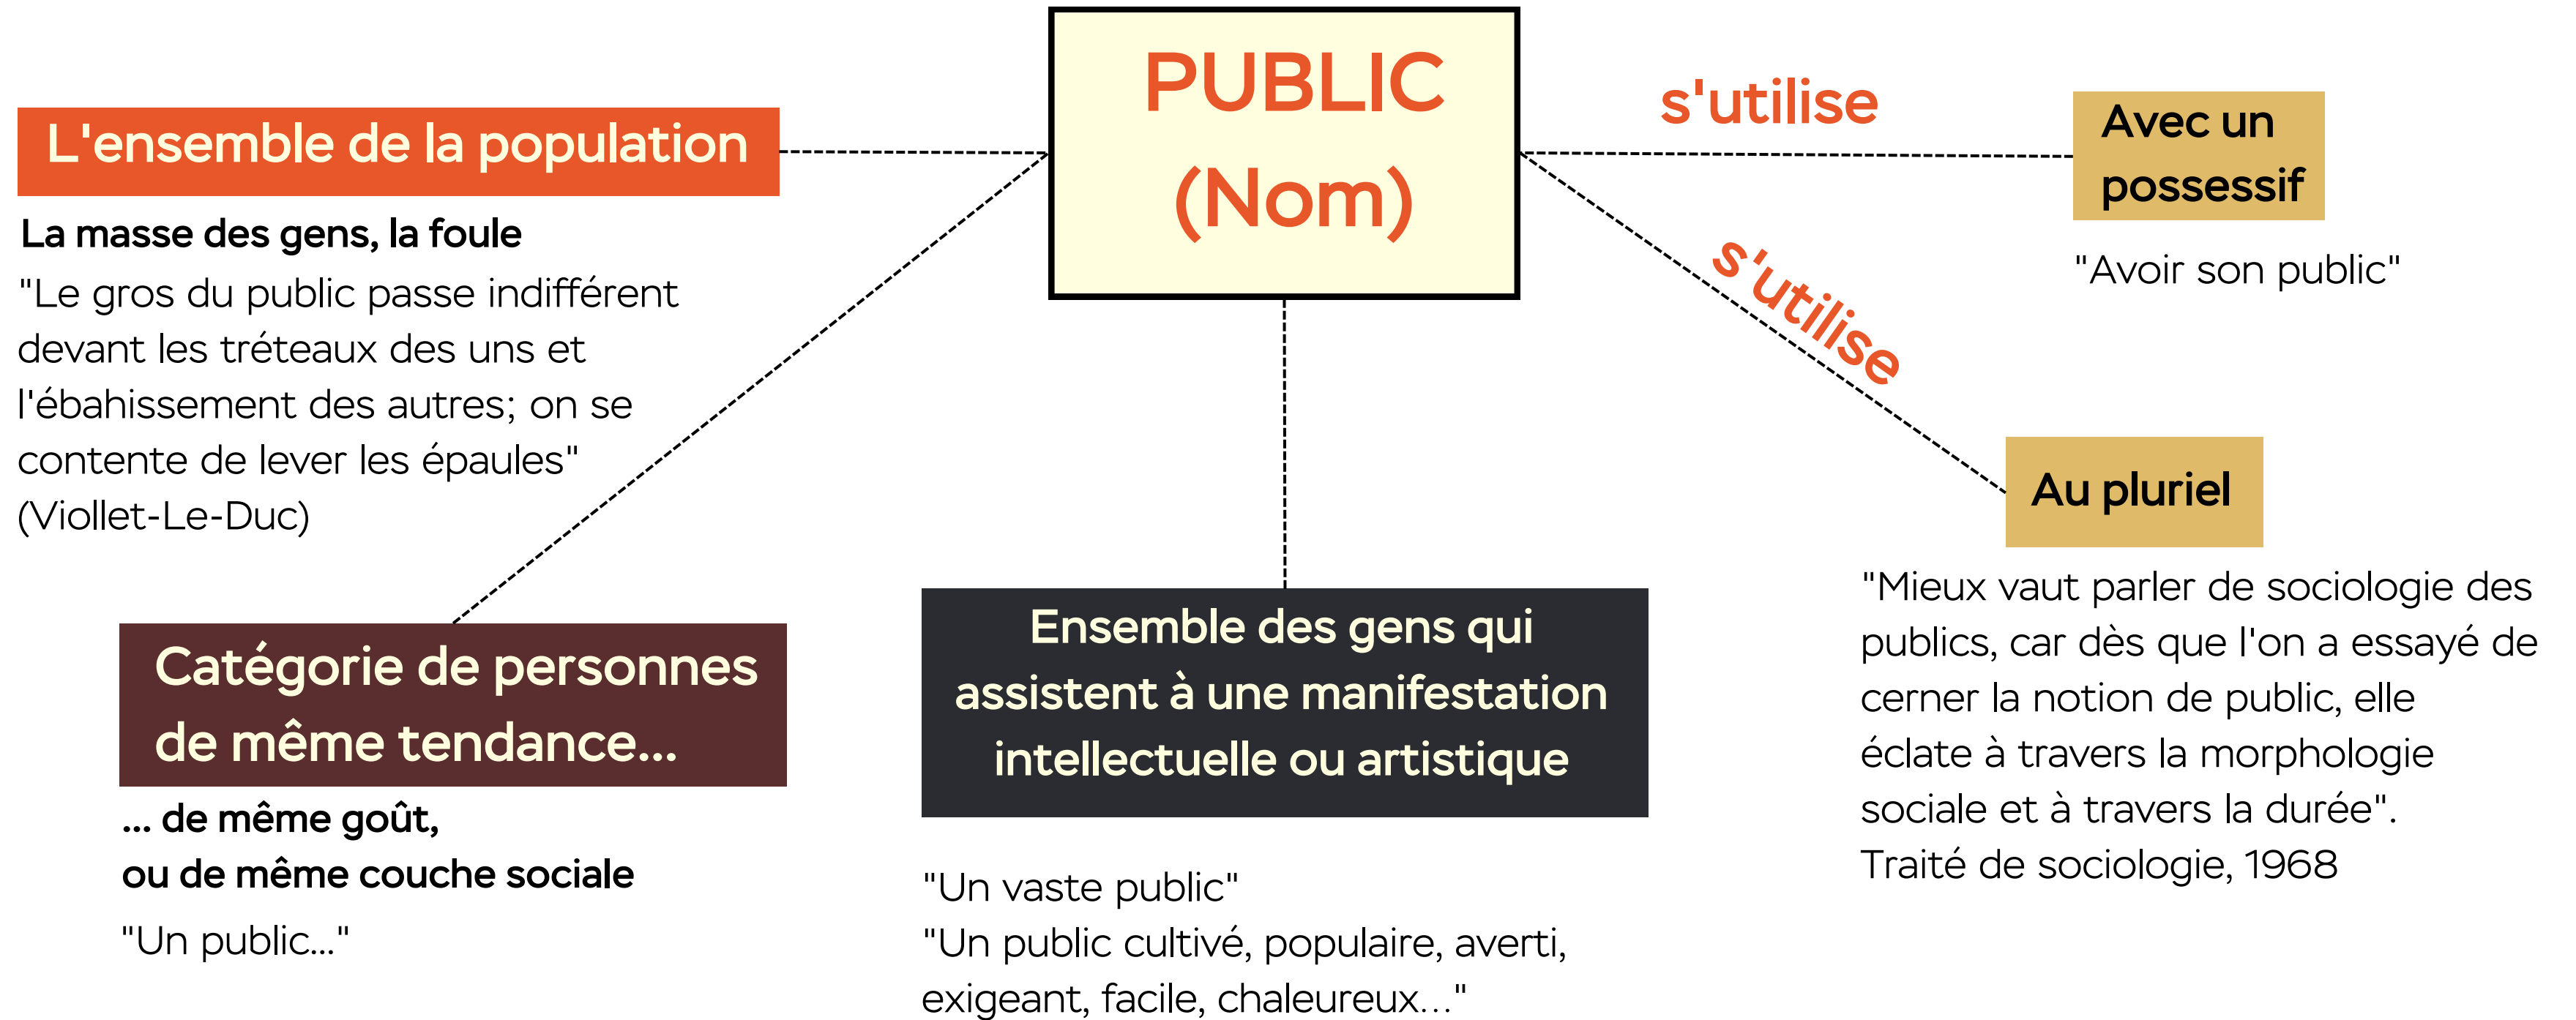 PUBLIC
(Nom)
L'ensemble de la population
La masse des gens, la foule
"Le gros du public passe indifférent
devant les tréteaux des uns et
l'ébahissement des autres; on se
contente de lever les épaules"
(Viollet-Le-Duc)
Catégorie de personnes
de même tendance...
... de même goût,
ou de même couche sociale
"Un public..."
Ensemble des gens qui
assistent à une manifestation
intellectuelle ou artistique
"Un vaste public"
"Un public cultivé, populaire, averti,
exigeant, facile, chaleureux..."
s'utilise
Avec un
possessif
"Avoir son public"
s'utilise
Au pluriel
"Mieux vaut parler de sociologie des
publics, car dès que l'on a essayé de
cerner la notion de public, elle
éclate à travers la morphologie
sociale et à travers la durée".
Traité de sociologie, 1968